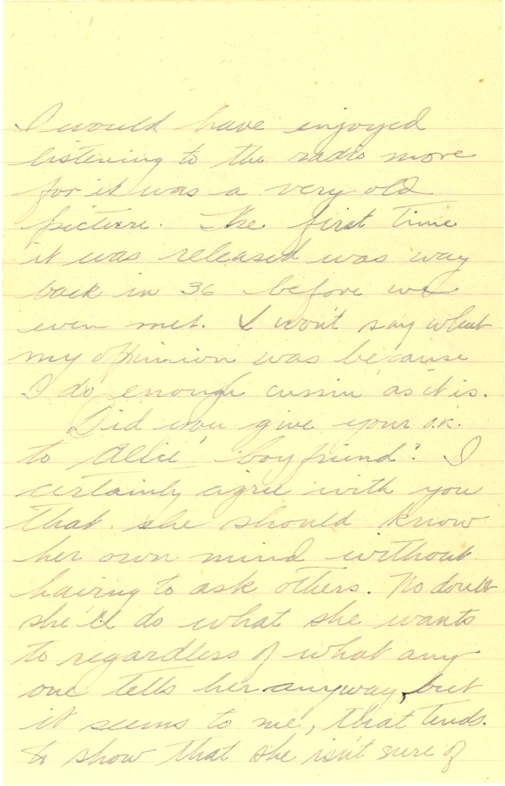 I would have enjoyed
listening to the radio more
for it was a very old
picture. The first time
it was released was way
back in 36 before we
even met. I won't say what
my opinion was because
I do enough cussin' as it is.
Did you give your o.k.
to Alice' "boyfriend". I
certainly agree with you
that she should know
her own mind without
having to ask others. No doubt
she'll do what she wants
to regardless of what any
one tells her anyway, but
it seems to me, that tends
to show that she isn't sure of